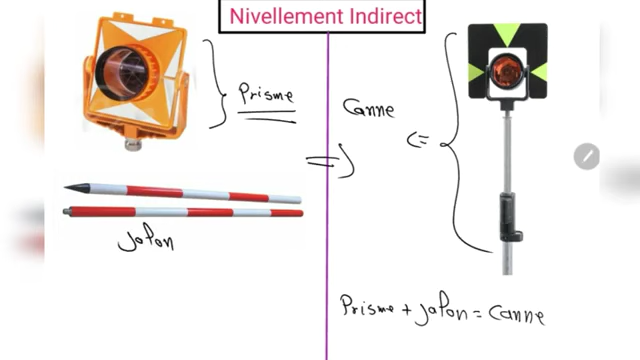 Nivellement Indirect
Prisme
Canne
Jalon
Prisme + jalon = Canne